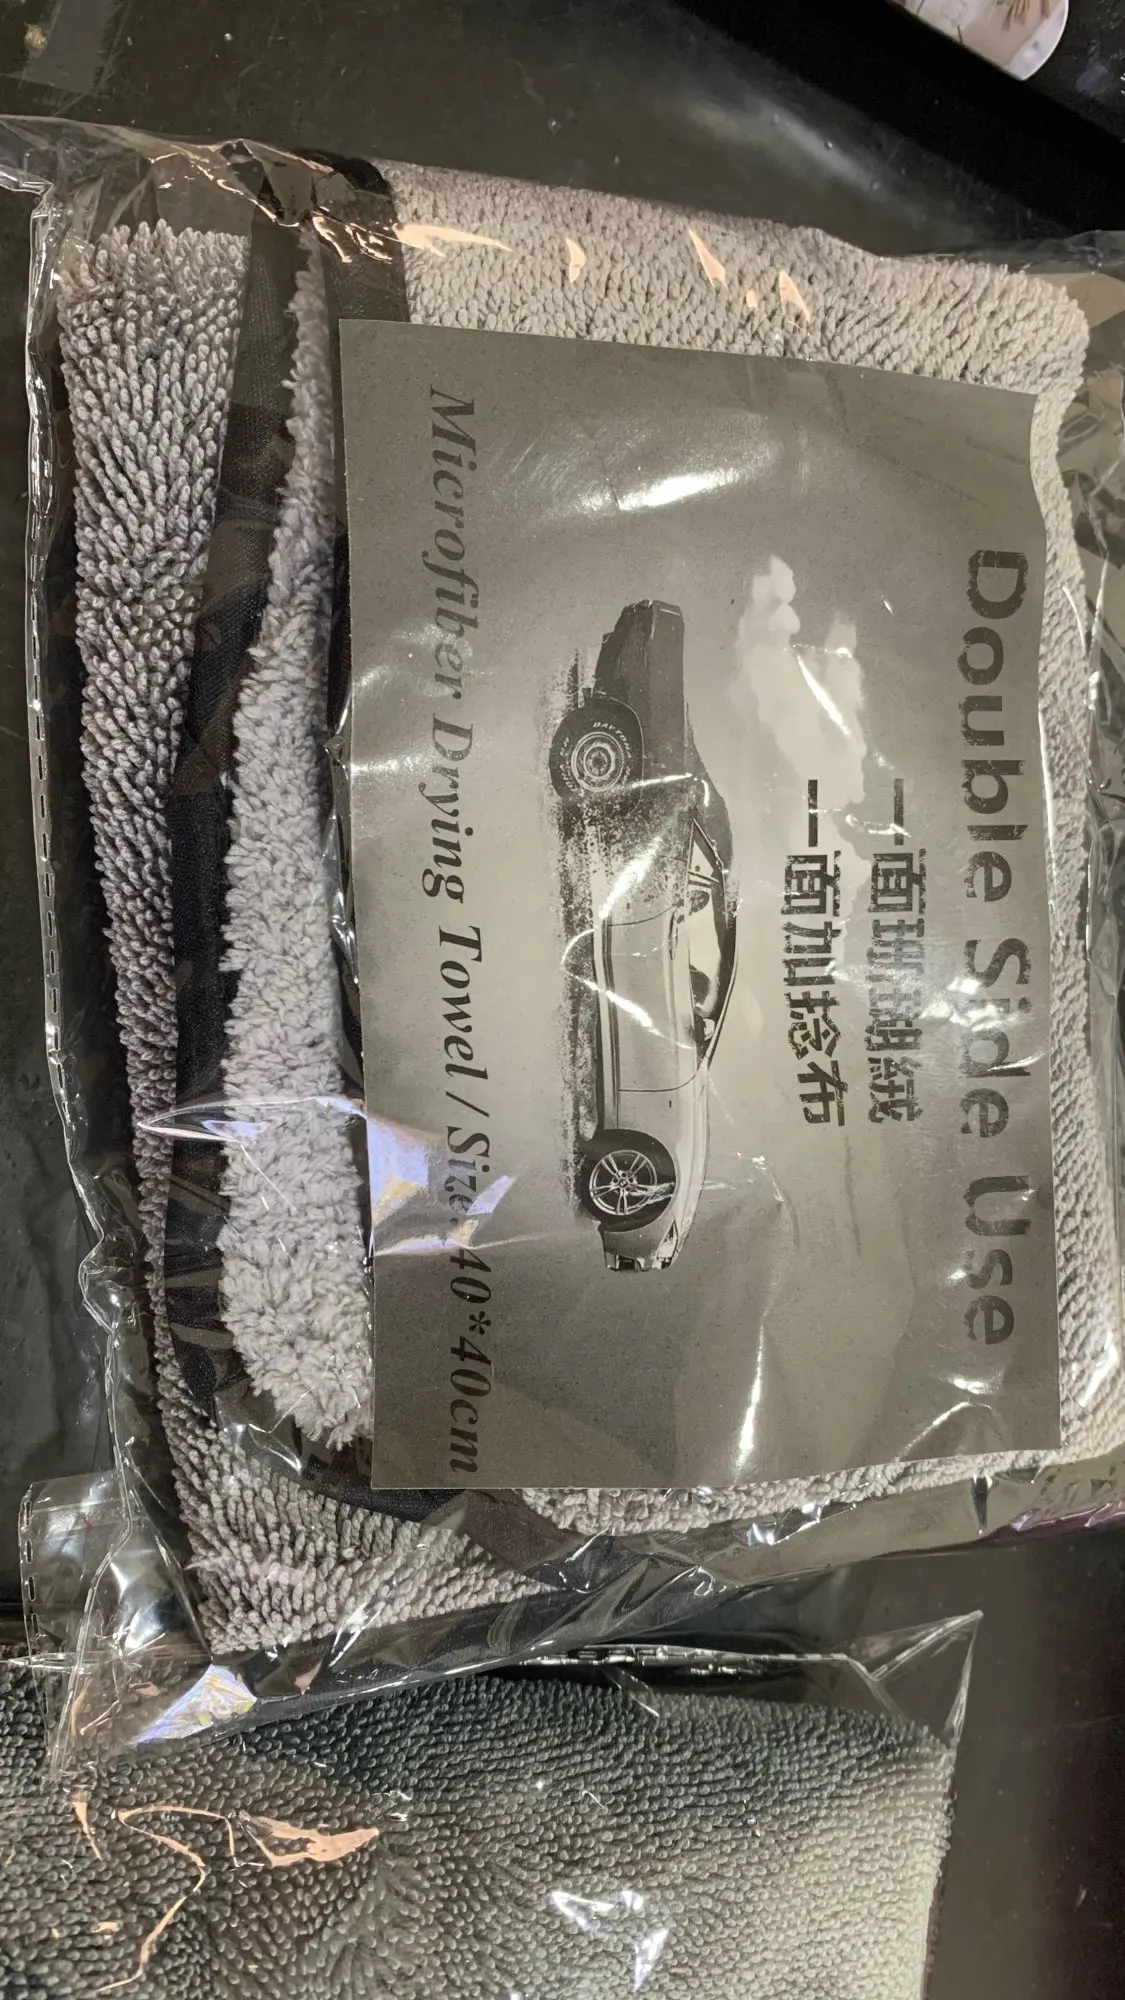 Double Side Use
一面珊瑚絨
一面加捻布
DAYTONA
Microfiber Drying Towel / Size: 40*40cm